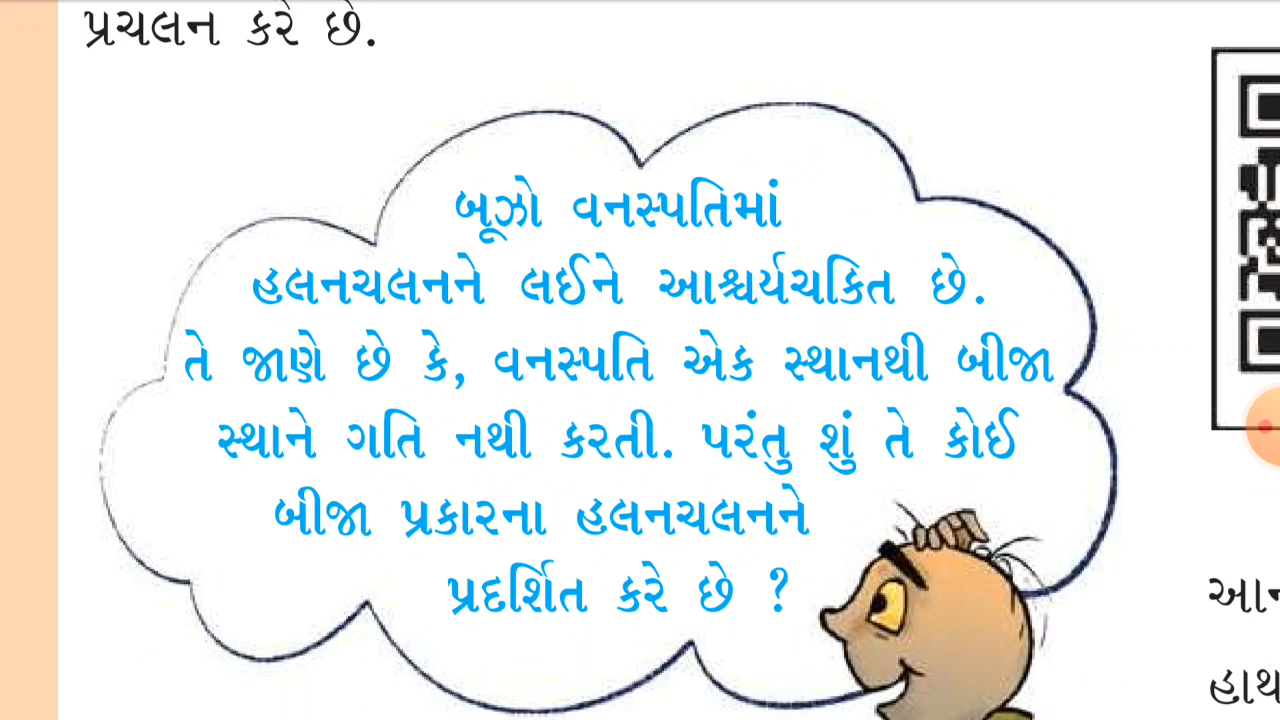 પ્રચલન કરે છે.
બૂઝો વનસ્પતિમાં
હલનચલનને લઈને આશ્ચર્યચકિત છે.
તે જાણે છે કે, વનસ્પતિ એક સ્થાનથી બીજા
સ્થાને ગતિ નથી કરતી. પરંતુ શું તે કોઈ
બીજા પ્રકારના હલનચલનને
પ્રદર્શિત કરે છે ?